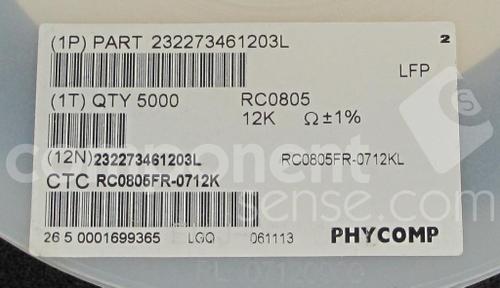 (1P) PART 232273461203L
2
LFP
(1T) QTY 5000 RC0805
12K Ω±1%
(12N)232273461203L RC0805FR-0712KL
CTC RC0805FR-0712K
26 5 0001699365 LGQ 061113 PHYCOMP
component
sense.com